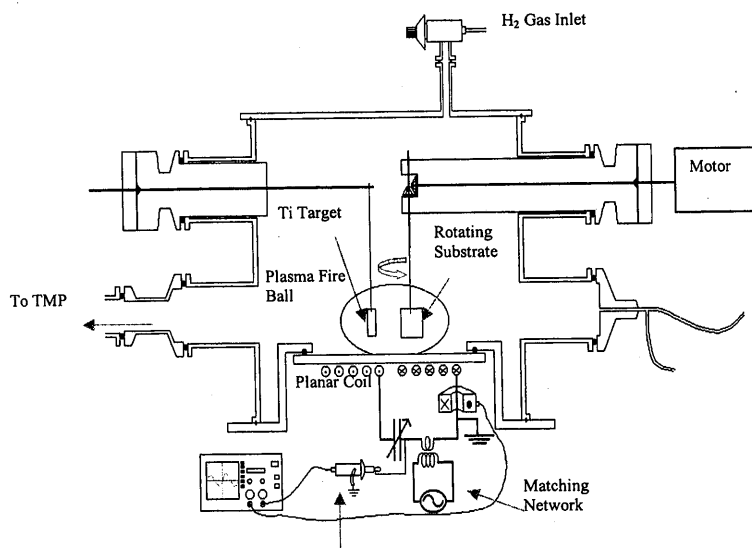 H₂ Gas Inlet
Motor
Ti Target
Rotating
Substrate
Plasma Fire
Ball
To TMP
Planar Coil
Matching
Network